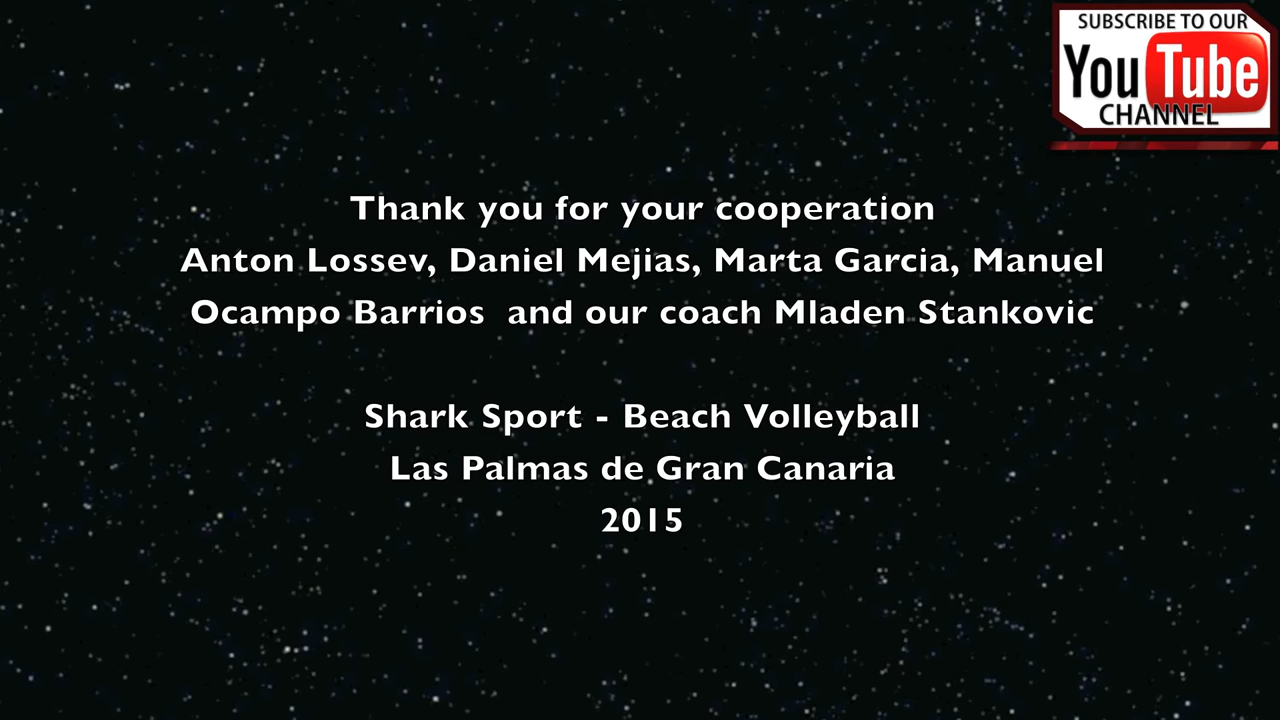 SUBSCRIBE TO OUR
YouTube
CHANNEL
Thank you for your cooperation
Anton Lossev, Daniel Mejias, Marta Garcia, Manuel
Ocampo Barrios  and our coach Mladen Stankovic
Shark Sport - Beach Volleyball
Las Palmas de Gran Canaria
2015